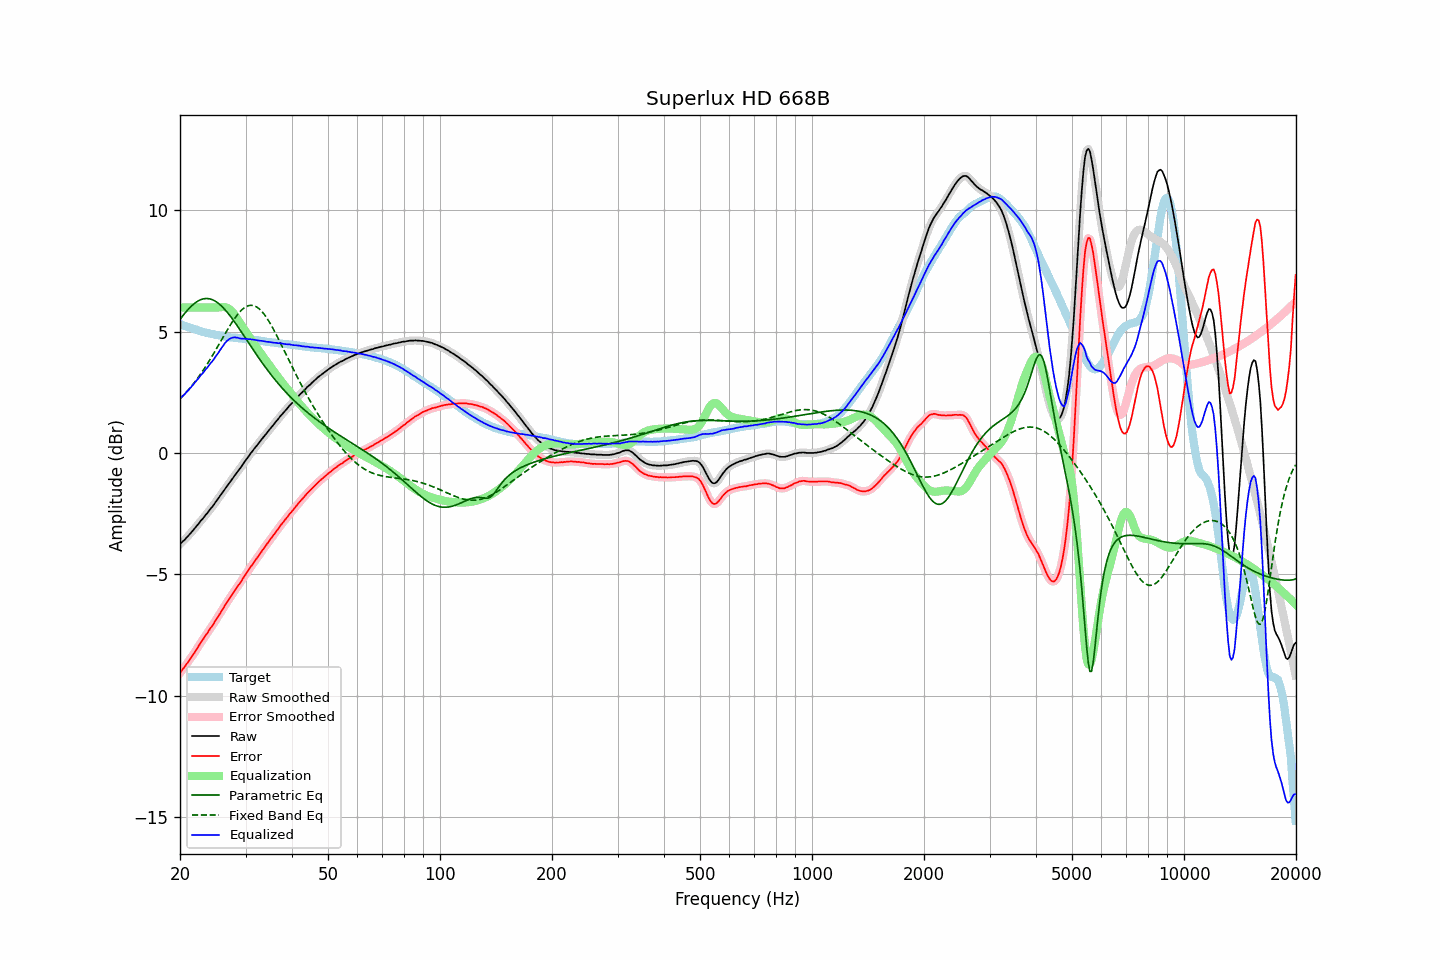 Superlux HD 668B
Amplitude (dBr)
10
5
0
−5
−10
−15
Target
Raw Smoothed
Error Smoothed
Raw
Error
Equalization
Parametric Eq
Fixed Band Eq
Equalized
20 50 100 200 500 1000 2000 5000 10000 20000
Frequency (Hz)